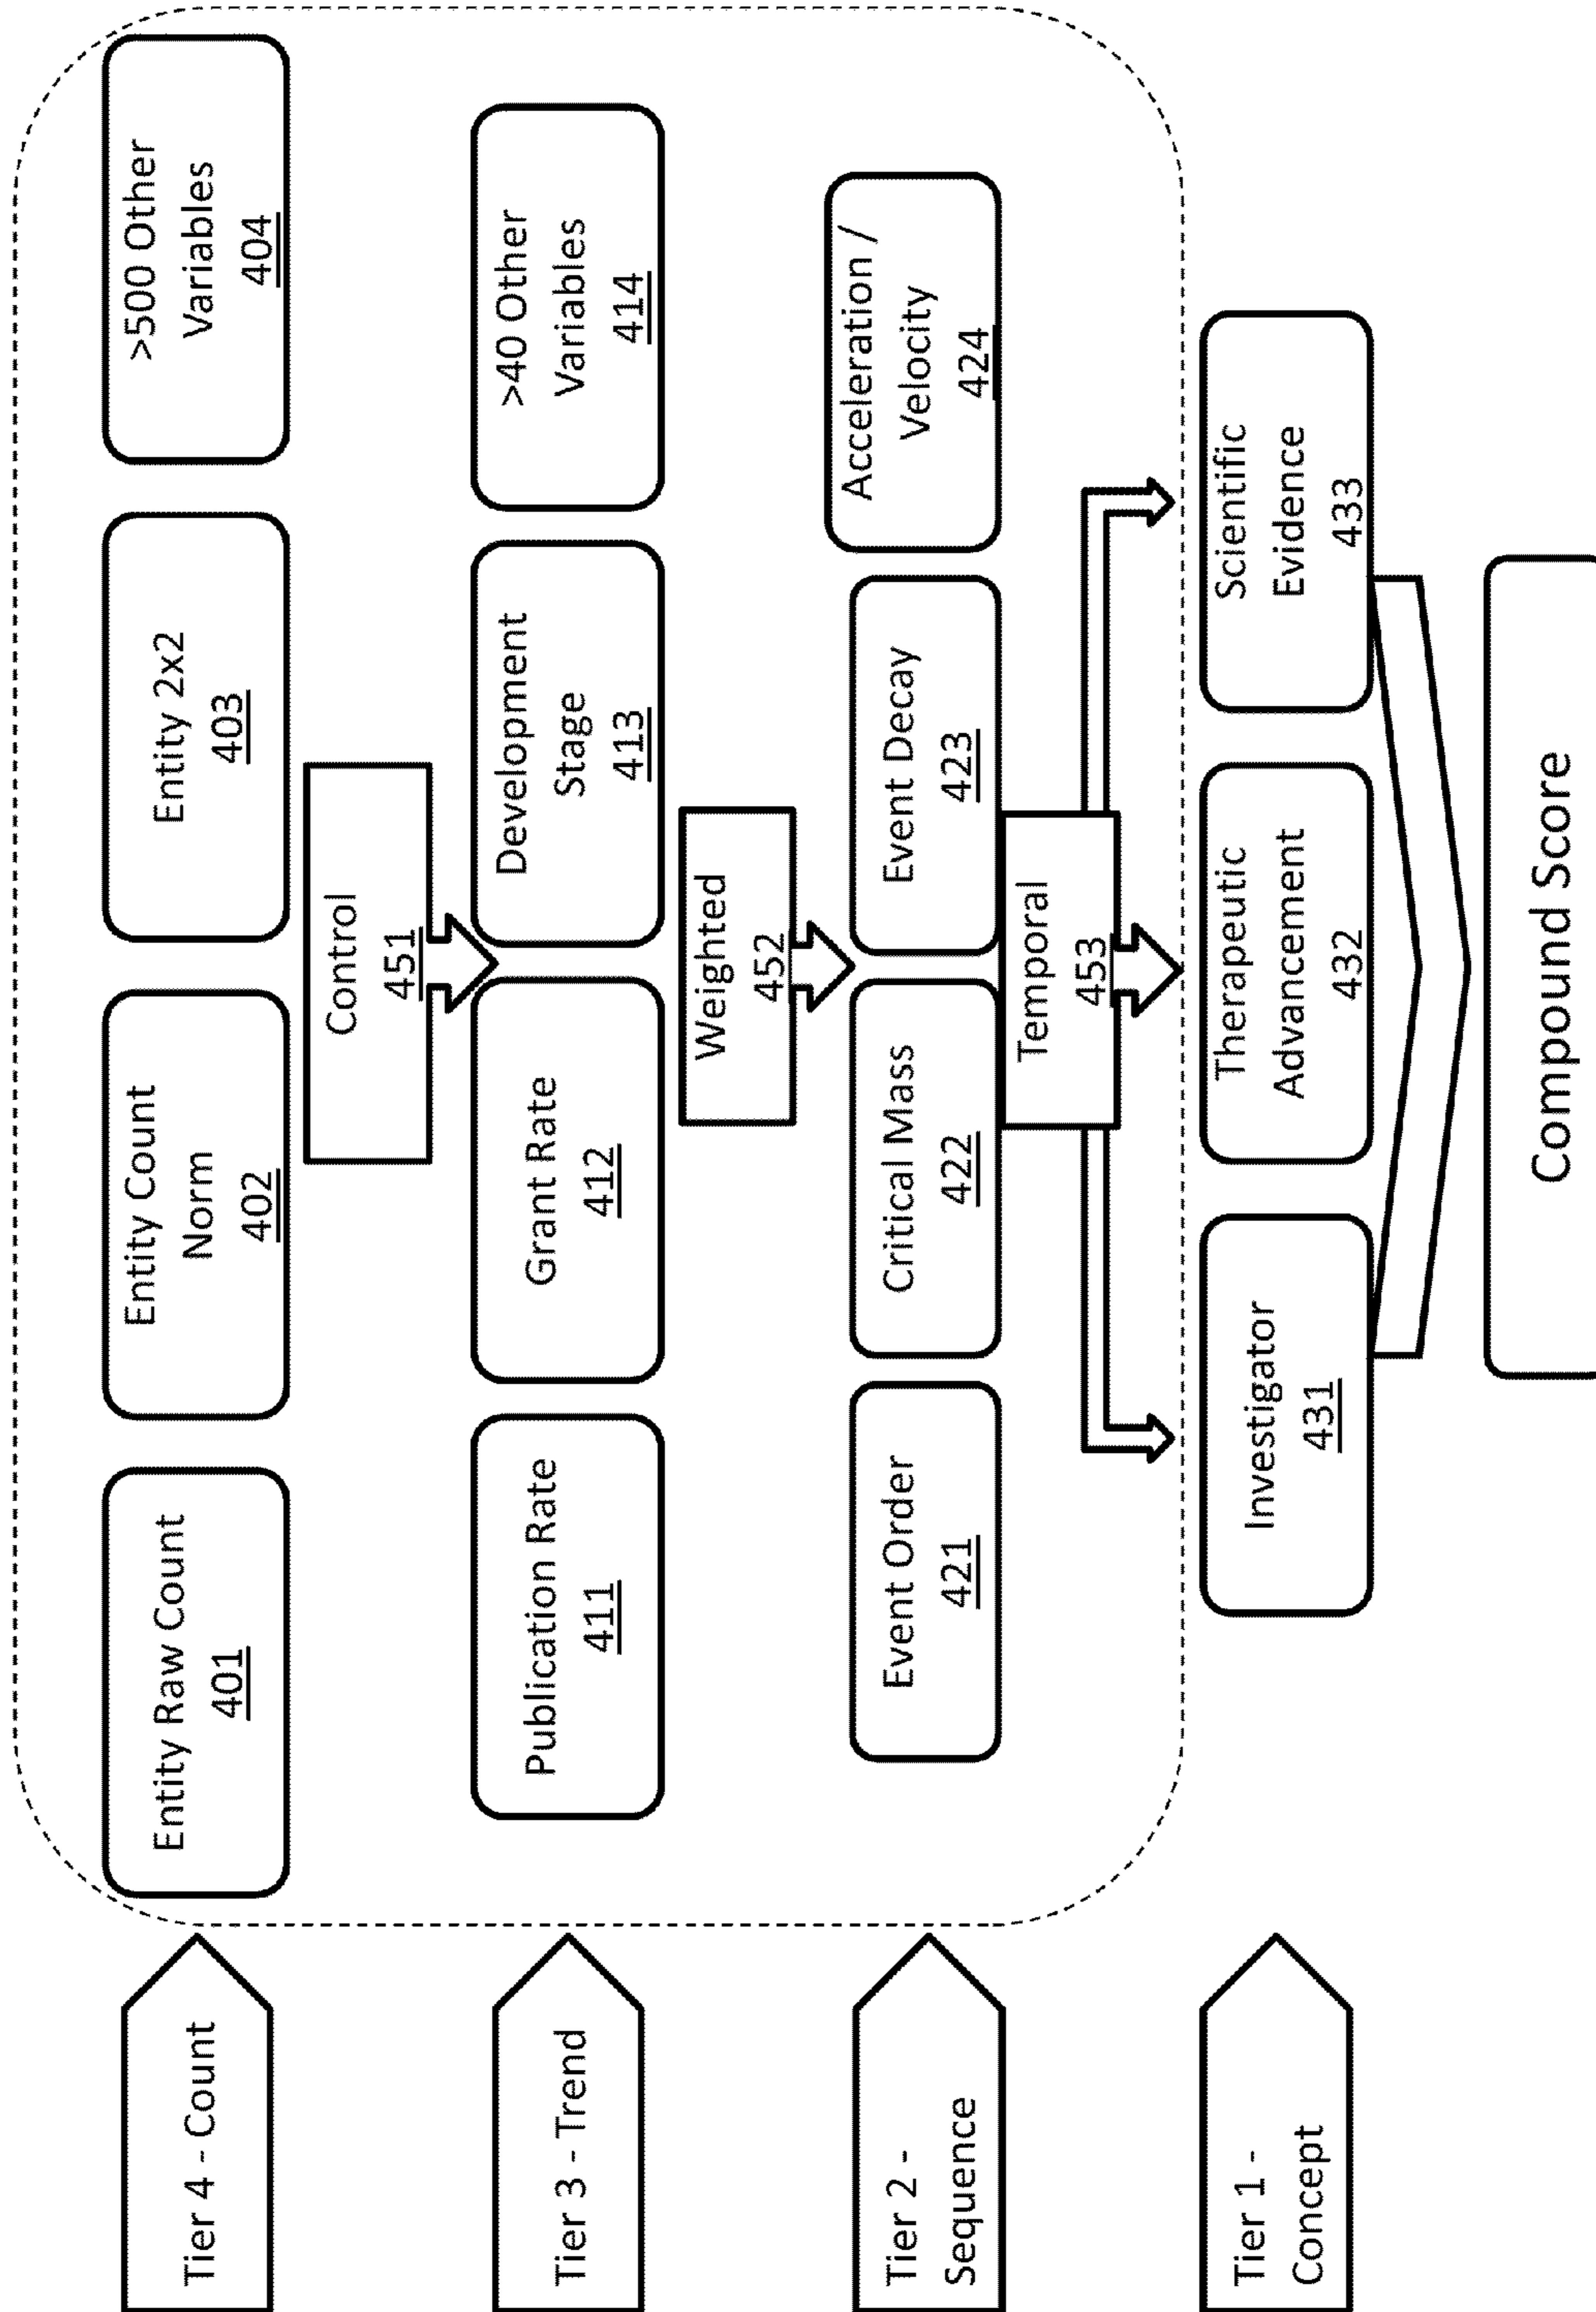 Tier 4 - Count
Entity Raw Count
401
Entity Count
Norm
402
Entity 2x2
403
>500 Other
Variables
404
Control
451
Tier 3 - Trend
Publication Rate
411
Grant Rate
412
Development
Stage
413
>40 Other
Variables
414
Weighted
452
Tier 2 -
Sequence
Event Order
421
Critical Mass
422
Event Decay
423
Acceleration /
Velocity
424
Temporal
453
Tier 1 -
Concept
Investigator
431
Therapeutic
Advancement
432
Scientific
Evidence
433
Compound Score